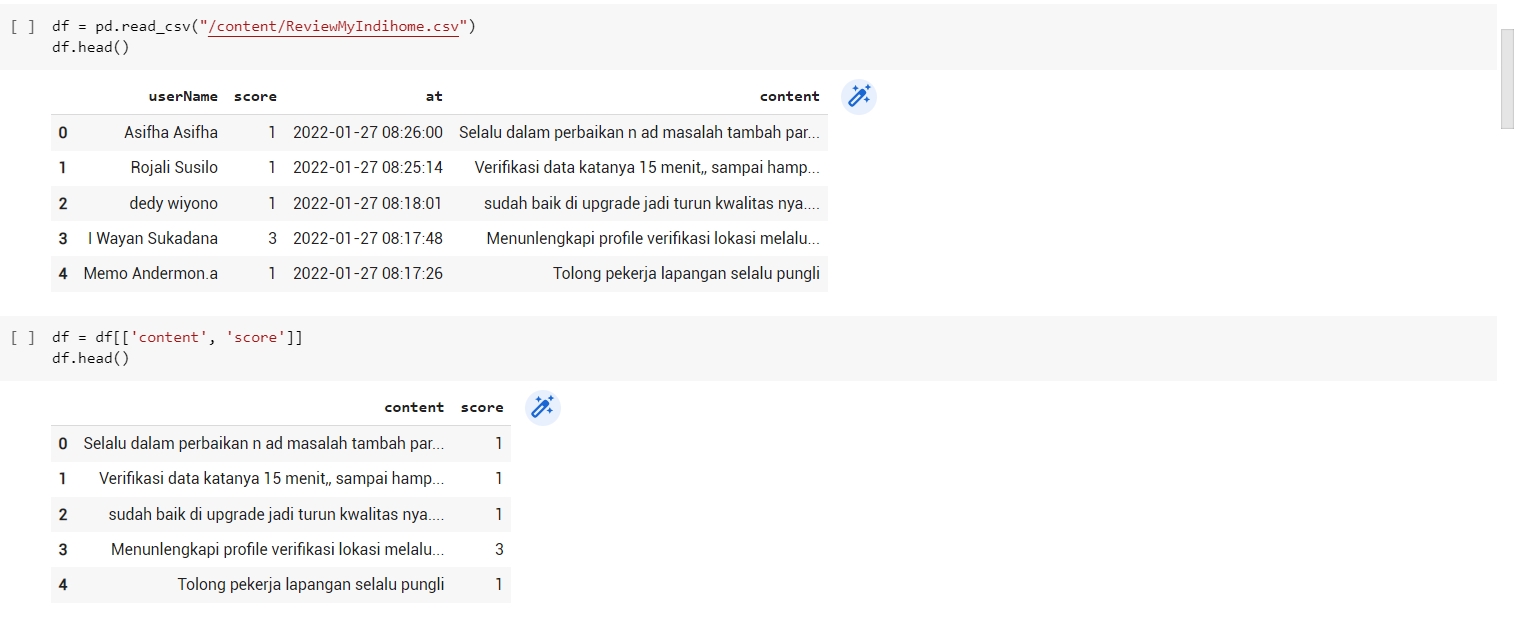 [ ] df = pd.read_csv("/content/ReviewMyIndihome.csv")
df.head()
userName score at content
0 Asifha Asifha 1 2022-01-27 08:26:00 Selalu dalam perbaikan n ad masalah tambah par...
1 Rojali Susilo 1 2022-01-27 08:25:14 Verifikasi data katanya 15 menit,, sampai hamp...
2 dedy wiyono 1 2022-01-27 08:18:01 sudah baik di upgrade jadi turun kwalitas nya....
3 I Wayan Sukadana 3 2022-01-27 08:17:48 Menunlengkapi profile verifikasi lokasi melalu...
4 Memo Andermon.a 1 2022-01-27 08:17:26 Tolong pekerja lapangan selalu pungli
[ ] df = df[['content', 'score']]
df.head()
content score
0 Selalu dalam perbaikan n ad masalah tambah par... 1
1 Verifikasi data katanya 15 menit,, sampai hamp... 1
2 sudah baik di upgrade jadi turun kwalitas nya.... 1
3 Menunlengkapi profile verifikasi lokasi melalu... 3
4 Tolong pekerja lapangan selalu pungli 1